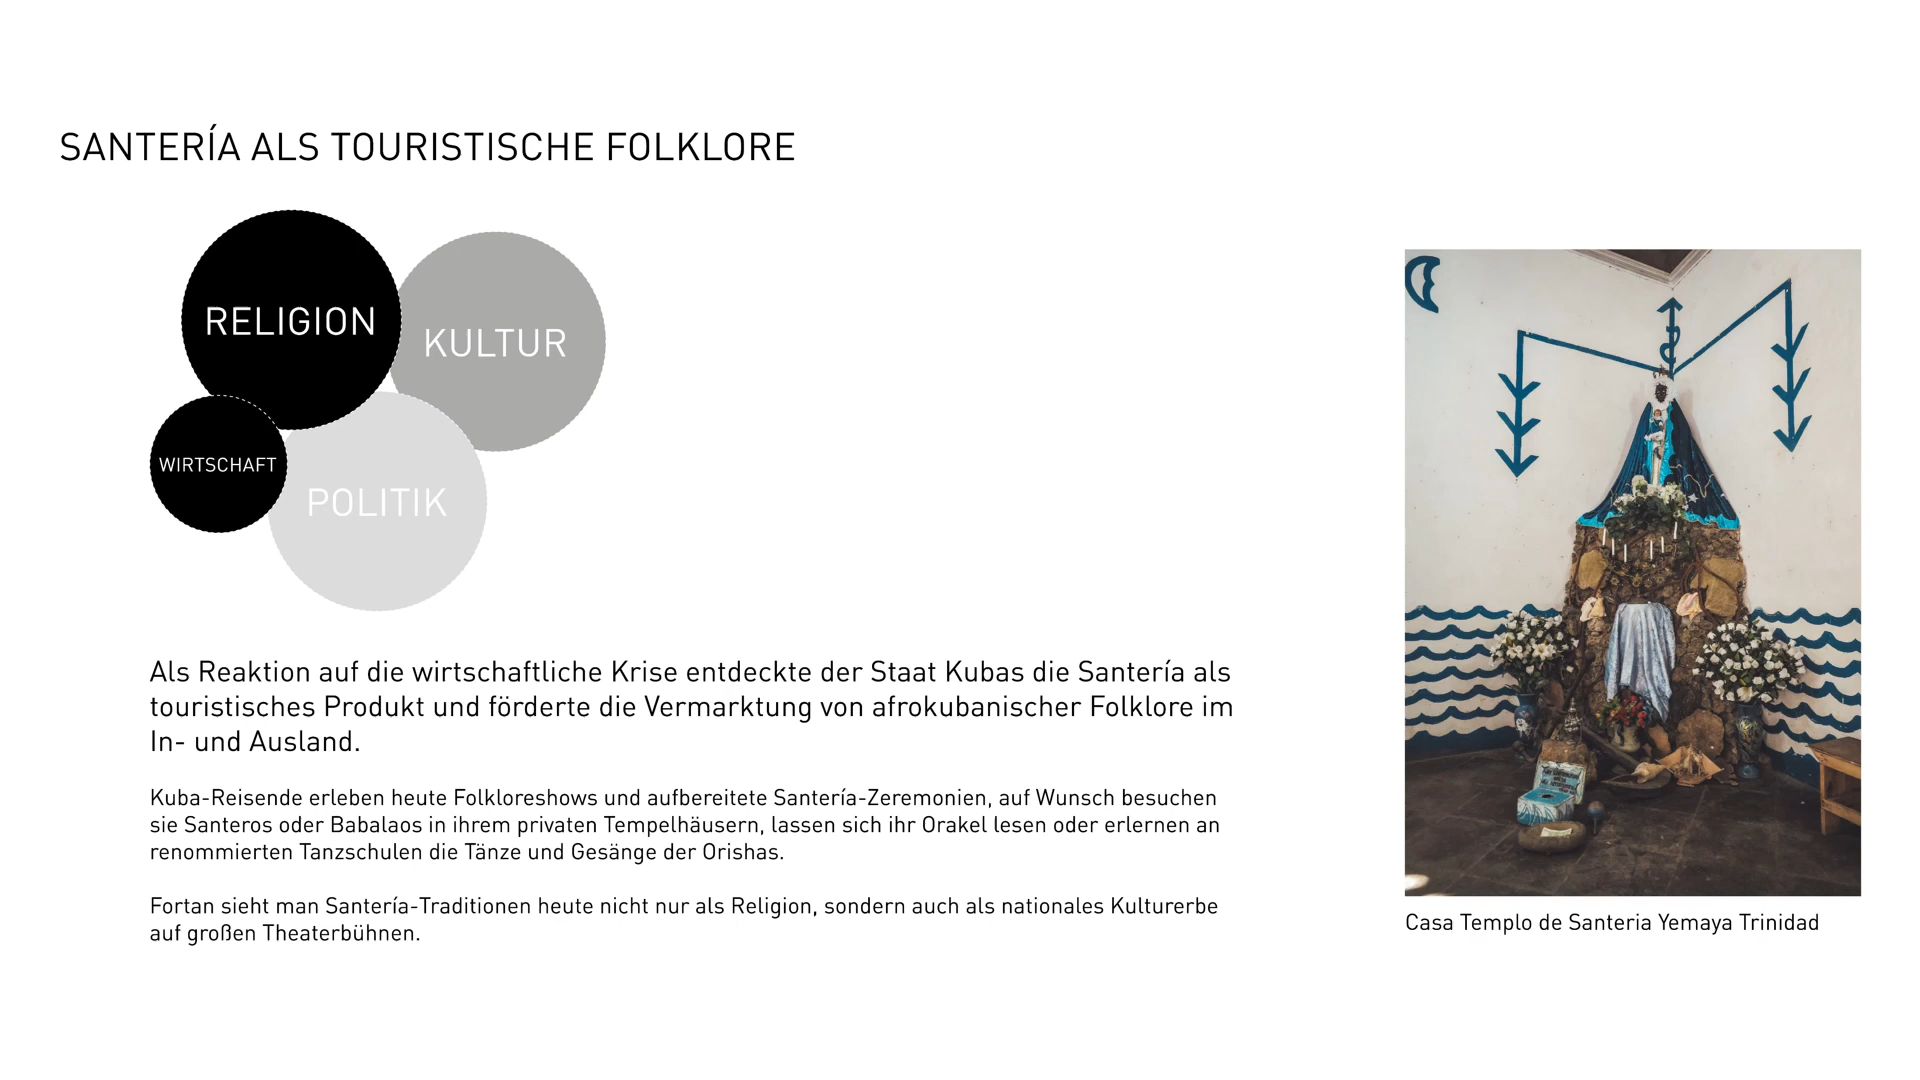 SANTERÍA ALS TOURISTISCHE FOLKLORE
RELIGION
KULTUR
WIRTSCHAFT
POLITIK
Als Reaktion auf die wirtschaftliche Krise entdeckte der Staat Kubas die Santería als
touristisches Produkt und förderte die Vermarktung von afrokubanischer Folklore im
In- und Ausland.
Kuba-Reisende erleben heute Folkloreshows und aufbereitete Santería-Zeremonien, auf Wunsch besuchen
sie Santeros oder Babalaos in ihrem privaten Tempelhäusern, lassen sich ihr Orakel lesen oder erlernen an
renommierten Tanzschulen die Tänze und Gesänge der Orishas.
Fortan sieht man Santería-Traditionen heute nicht nur als Religion, sondern auch als nationales Kulturerbe
auf großen Theaterbühnen.
Casa Templo de Santeria Yemaya Trinidad